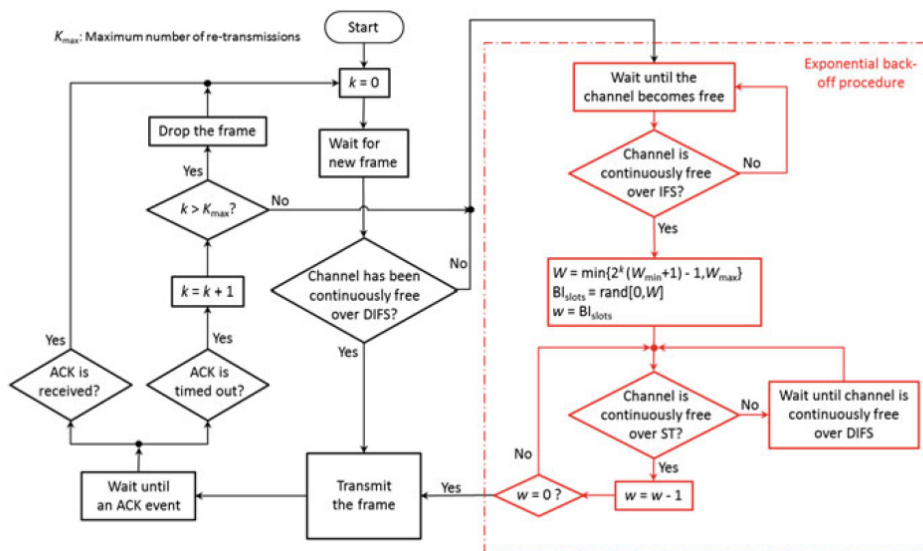 K_max: Maximum number of re-transmissions
Start
k = 0
Drop the frame
Wait for
new frame
Yes
k > K_max?
No
Channel has been
continuously free
over DIFS?
No
Yes
k = k + 1
Yes
ACK is
received?
Yes
ACK is
timed out?
Wait until
an ACK event
Transmit
the frame
Exponential back-
off procedure
Wait until the
channel becomes free
Channel is
continuously free
over IFS?
No
Yes
W = min{2^k (W_min+1) - 1,W_max}
BI_slots = rand[0,W]
w = BI_slots
Channel is
continuously free
over ST?
No
Wait until channel is
continuously free
over DIFS
Yes
w = w - 1
w = 0 ?
No
Yes